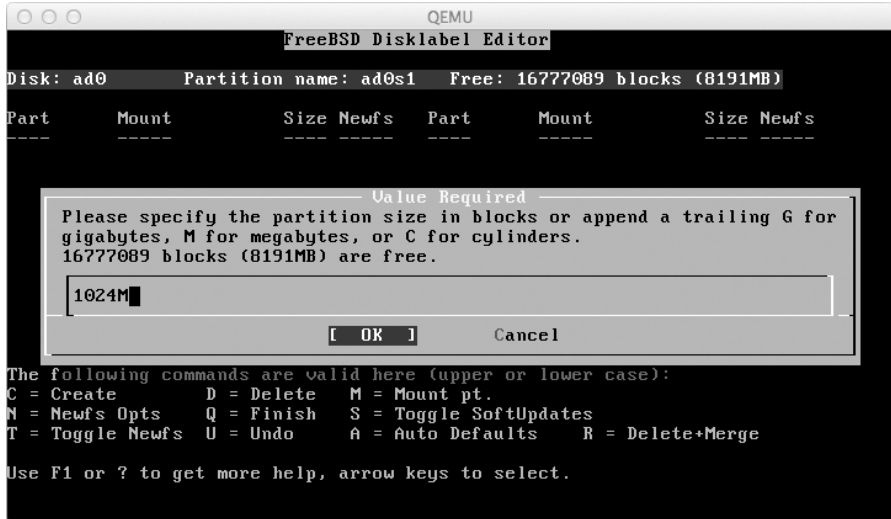 QEMU
FreeBSD Disklabel Editor
Disk: ad0 Partition name: ad0s1 Free: 16777089 blocks (8191MB)
Part Mount Size Newfs Part Mount Size Newfs
---- ----- ---- ----- ---- ----- ---- -----
Value Required
Please specify the partition size in blocks or append a trailing G for
gigabytes, M for megabytes, or C for cylinders.
16777089 blocks (8191MB) are free.
1024M
[ OK ] Cancel
The following commands are valid here (upper or lower case):
C = Create D = Delete M = Mount pt.
N = Newfs Opts Q = Finish S = Toggle SoftUpdates
T = Toggle Newfs U = Undo A = Auto Defaults R = Delete+Merge
Use F1 or ? to get more help, arrow keys to select.